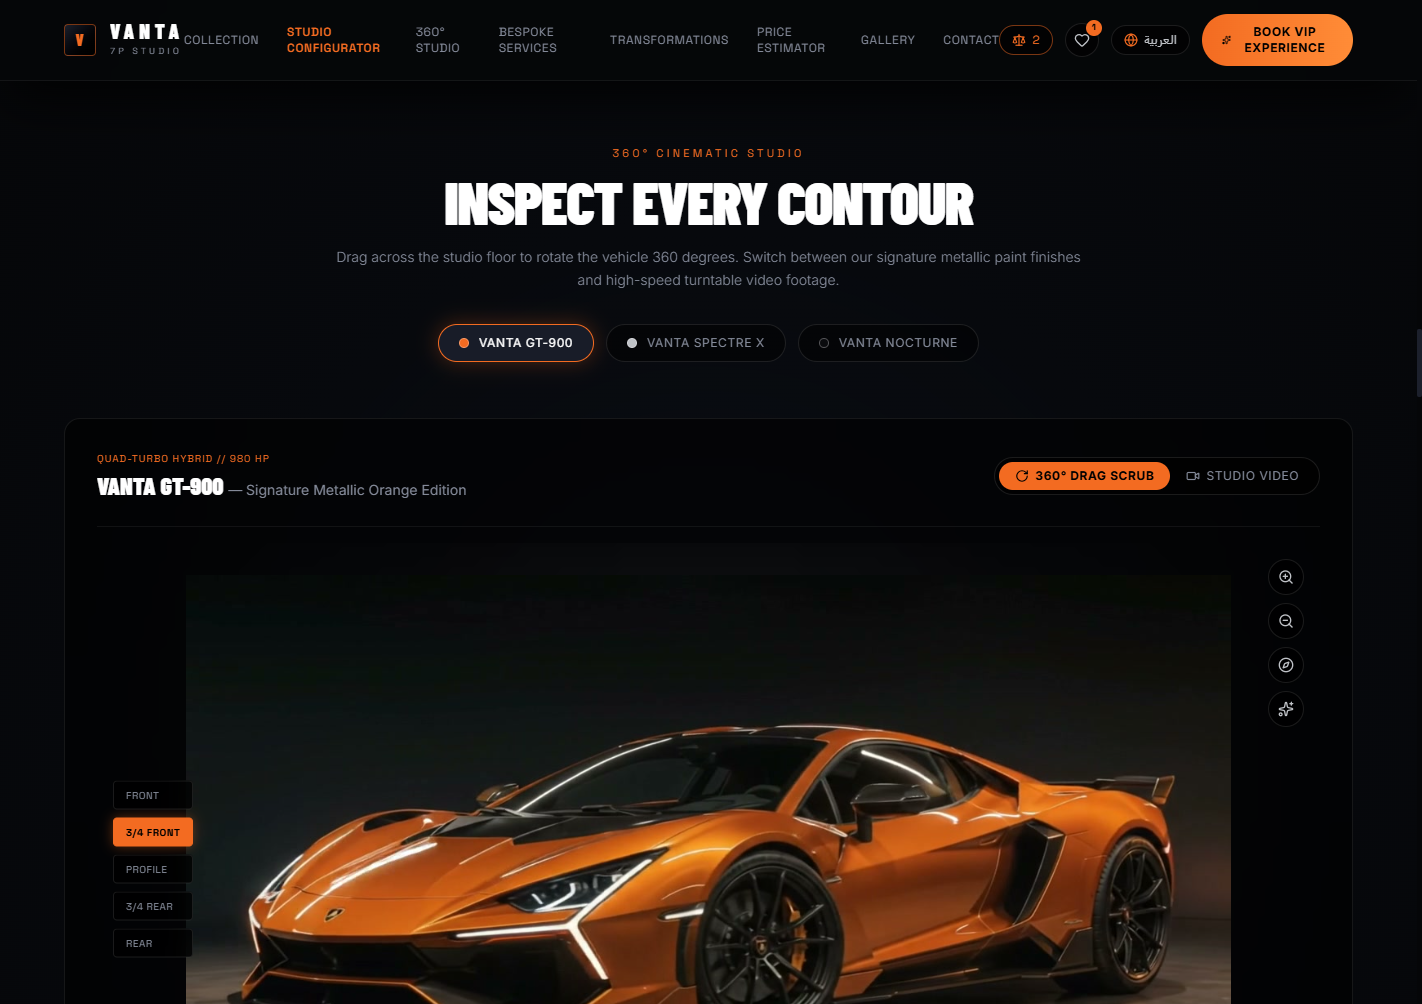 V
VANTA
7P STUDIO
COLLECTION
STUDIO
CONFIGURATOR
360°
STUDIO
BESPOKE
SERVICES
TRANSFORMATIONS
PRICE
ESTIMATOR
GALLERY
CONTACT
2
1
العربية
BOOK VIP
EXPERIENCE
360° CINEMATIC STUDIO
INSPECT EVERY CONTOUR
Drag across the studio floor to rotate the vehicle 360 degrees. Switch between our signature metallic paint finishes
and high-speed turntable video footage.
VANTA GT-900
VANTA SPECTRE X
VANTA NOCTURNE
QUAD-TURBO HYBRID // 980 HP
VANTA GT-900 — Signature Metallic Orange Edition
360° DRAG SCRUB
STUDIO VIDEO
FRONT
3/4 FRONT
PROFILE
3/4 REAR
REAR